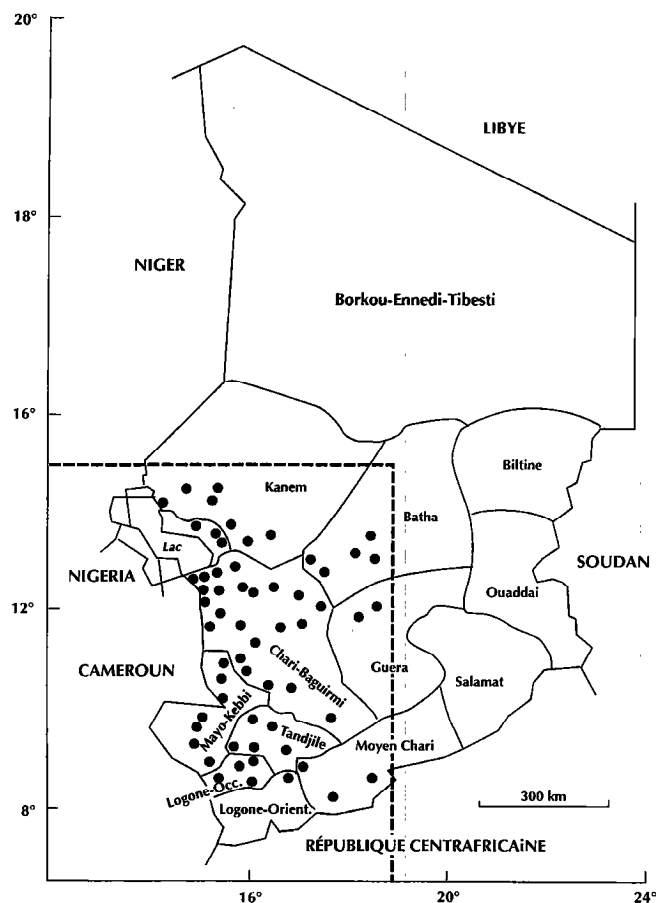 20°
LIBYE
18°
NIGER
Borkou-Ennedi-Tibesti
16°
Biltine
Kanem
Batha
Lac
SOUDAN
NIGERIA
Ouaddai
12°
Chari-Baguirmi
CAMEROUN
Guera
Salamat
Mayo-Kebbi
Tandjile
Moyen Chari
Logone-Occ.
300 km
8°
Logone-Orient.
RÉPUBLIQUE CENTRAFRICAiNE
16°
20°
24°